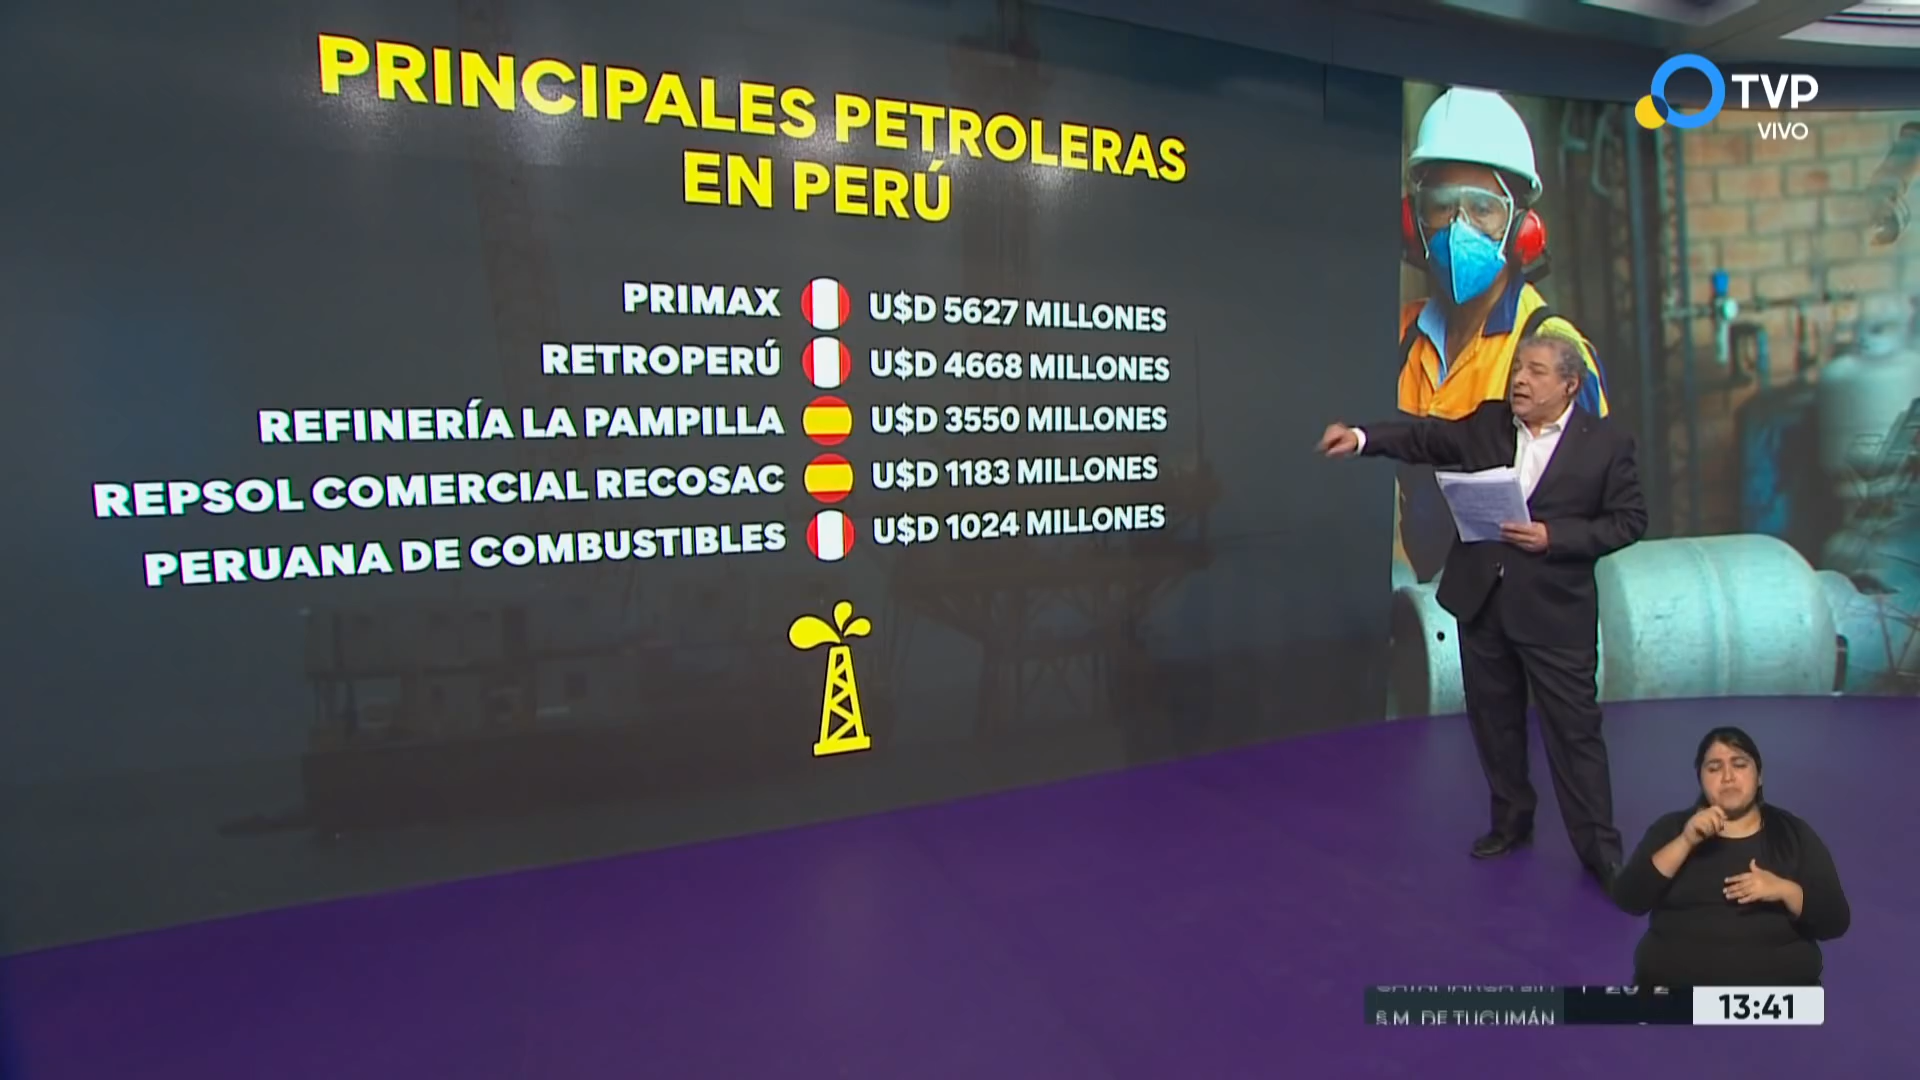 PRINCIPALES PETROLERAS
EN PERÚ
PRIMAX U$D 5627 MILLONES
RETROPERÚ U$D 4668 MILLONES
REFINERÍA LA PAMPILLA U$D 3550 MILLONES
REPSOL COMERCIAL RECOSAC U$D 1183 MILLONES
PERUANA DE COMBUSTIBLES U$D 1024 MILLONES
TVP
VIVO
S.M. DE TUCUMÁN
13:41